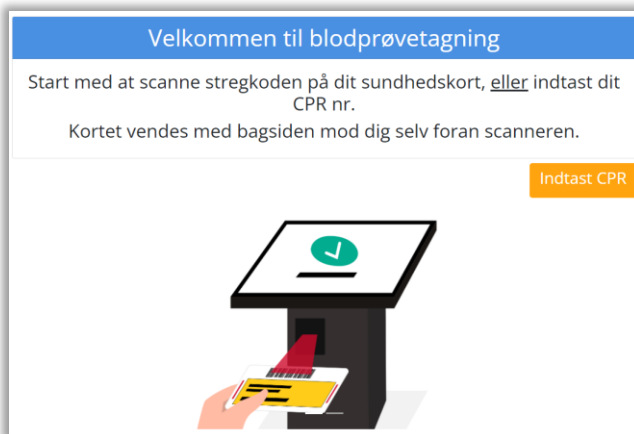 Velkommen til blodprøvetagning
Start med at scanne stregkoden på dit sundhedskort, eller indtast dit
CPR nr.
Kortet vendes med bagsiden mod dig selv foran scanneren.
Indtast CPR